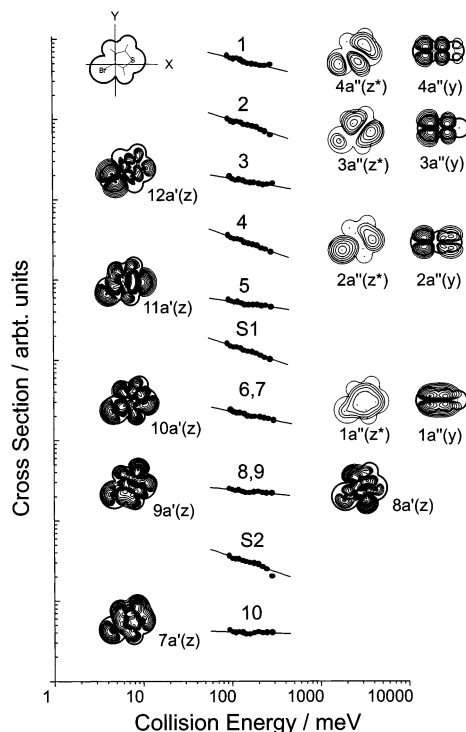 Y
X
Br
S
1
4a"(z*)
4a"(y)
2
3a"(z*)
3a"(y)
3
12a'(z)
4
2a"(z*)
2a"(y)
5
11a'(z)
S1
6,7
10a'(z)
1a"(z*)
1a"(y)
8,9
9a'(z)
8a'(z)
S2
10
7a'(z)
Cross Section / arbt. units
1 10 100 1000 10000
Collision Energy / meV